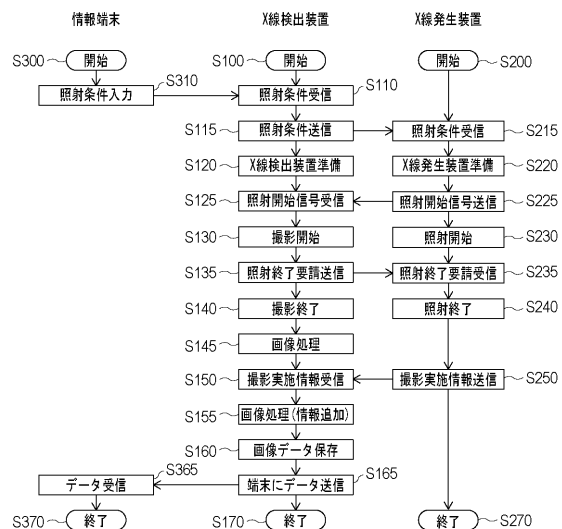 情報端末 X線検出装置 X線発生装置
S300 開始 S100 開始 開始 S200
照射条件入力 S310 照射条件受信 S110
S115 照射条件送信 照射条件受信 S215
S120 X線検出装置準備 X線発生装置準備 S220
S125 照射開始信号受信 照射開始信号送信 S225
S130 撮影開始 照射開始 S230
S135 照射終了要請送信 照射終了要請受信 S235
S140 撮影終了 照射終了 S240
S145 画像処理
S150 撮影実施情報受信 撮影実施情報送信 S250
S155 画像処理(情報追加)
S160 画像データ保存
データ受信 S365 端末にデータ送信 S165
S370 終了 S170 終了 終了 S270